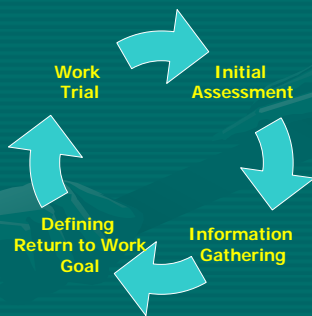 Work
Trial
Initial
Assessment
Defining
Return to Work
Goal
Information
Gathering